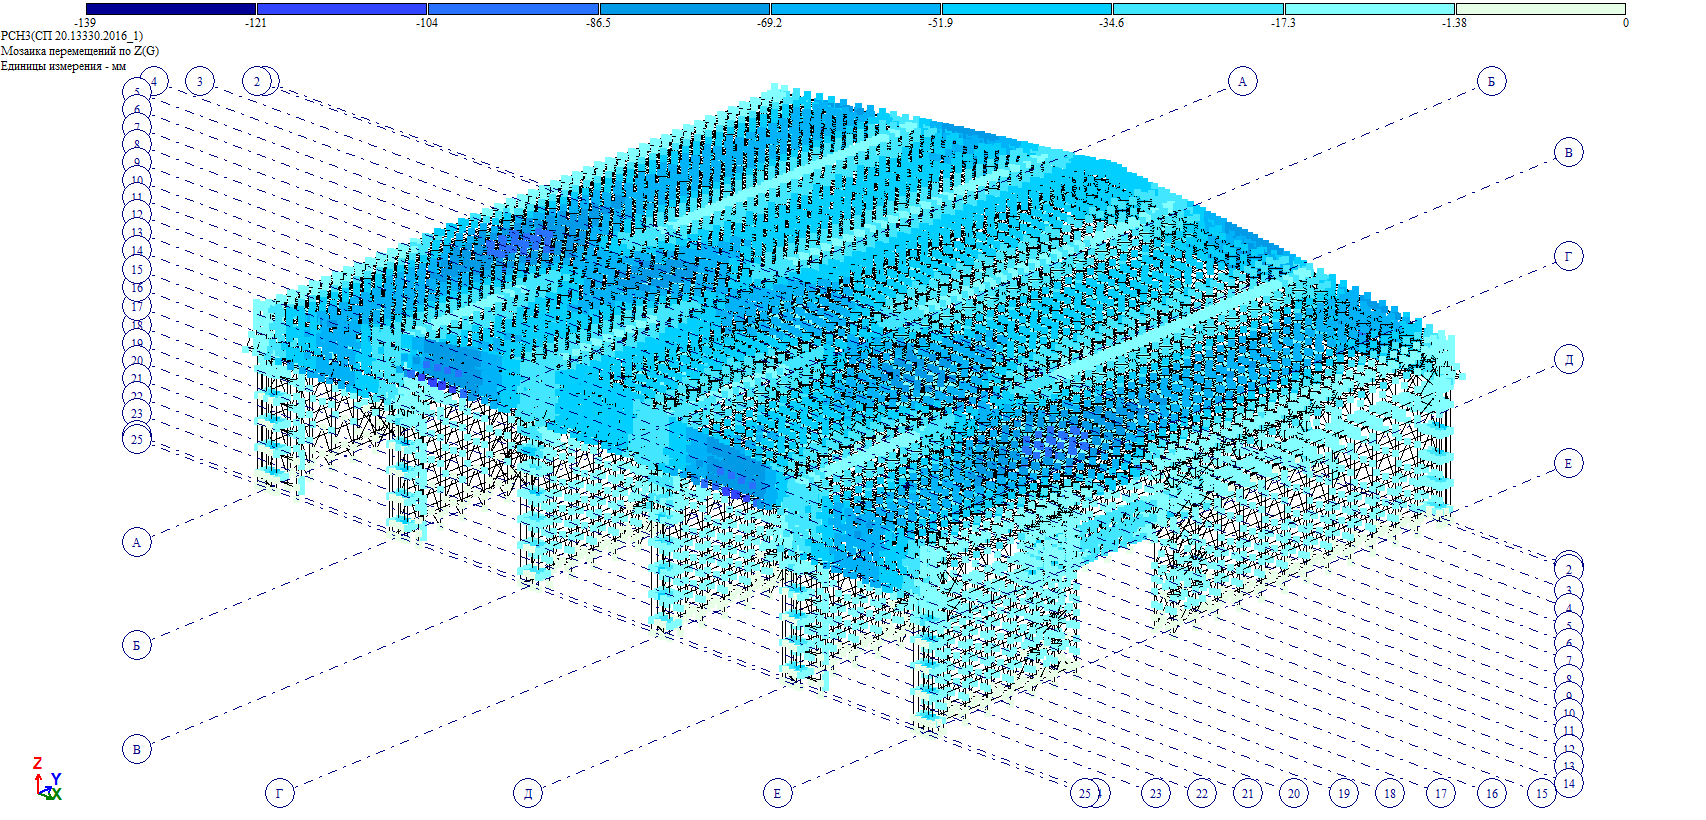 -139 -121 -104 -86.5 -69.2 -51.9 -34.6 -17.3 -1.38 0
РСН3(СП 20.13330.2016_1)
Мозаика перемещений по Z(G)
Единицы измерения - мм
4 3 2
А
Б
5
6
7
8
9
10
11
12
13
14
15
16
17
18
19
20
21
22
23
25
В
Г
Д
Е
А
Б
В
2
3
4
5
6
7
8
9
10
11
12
13
14
Z
Y
X
Г
Д
Е
25
23
22
21
20
19
18
17
16
15